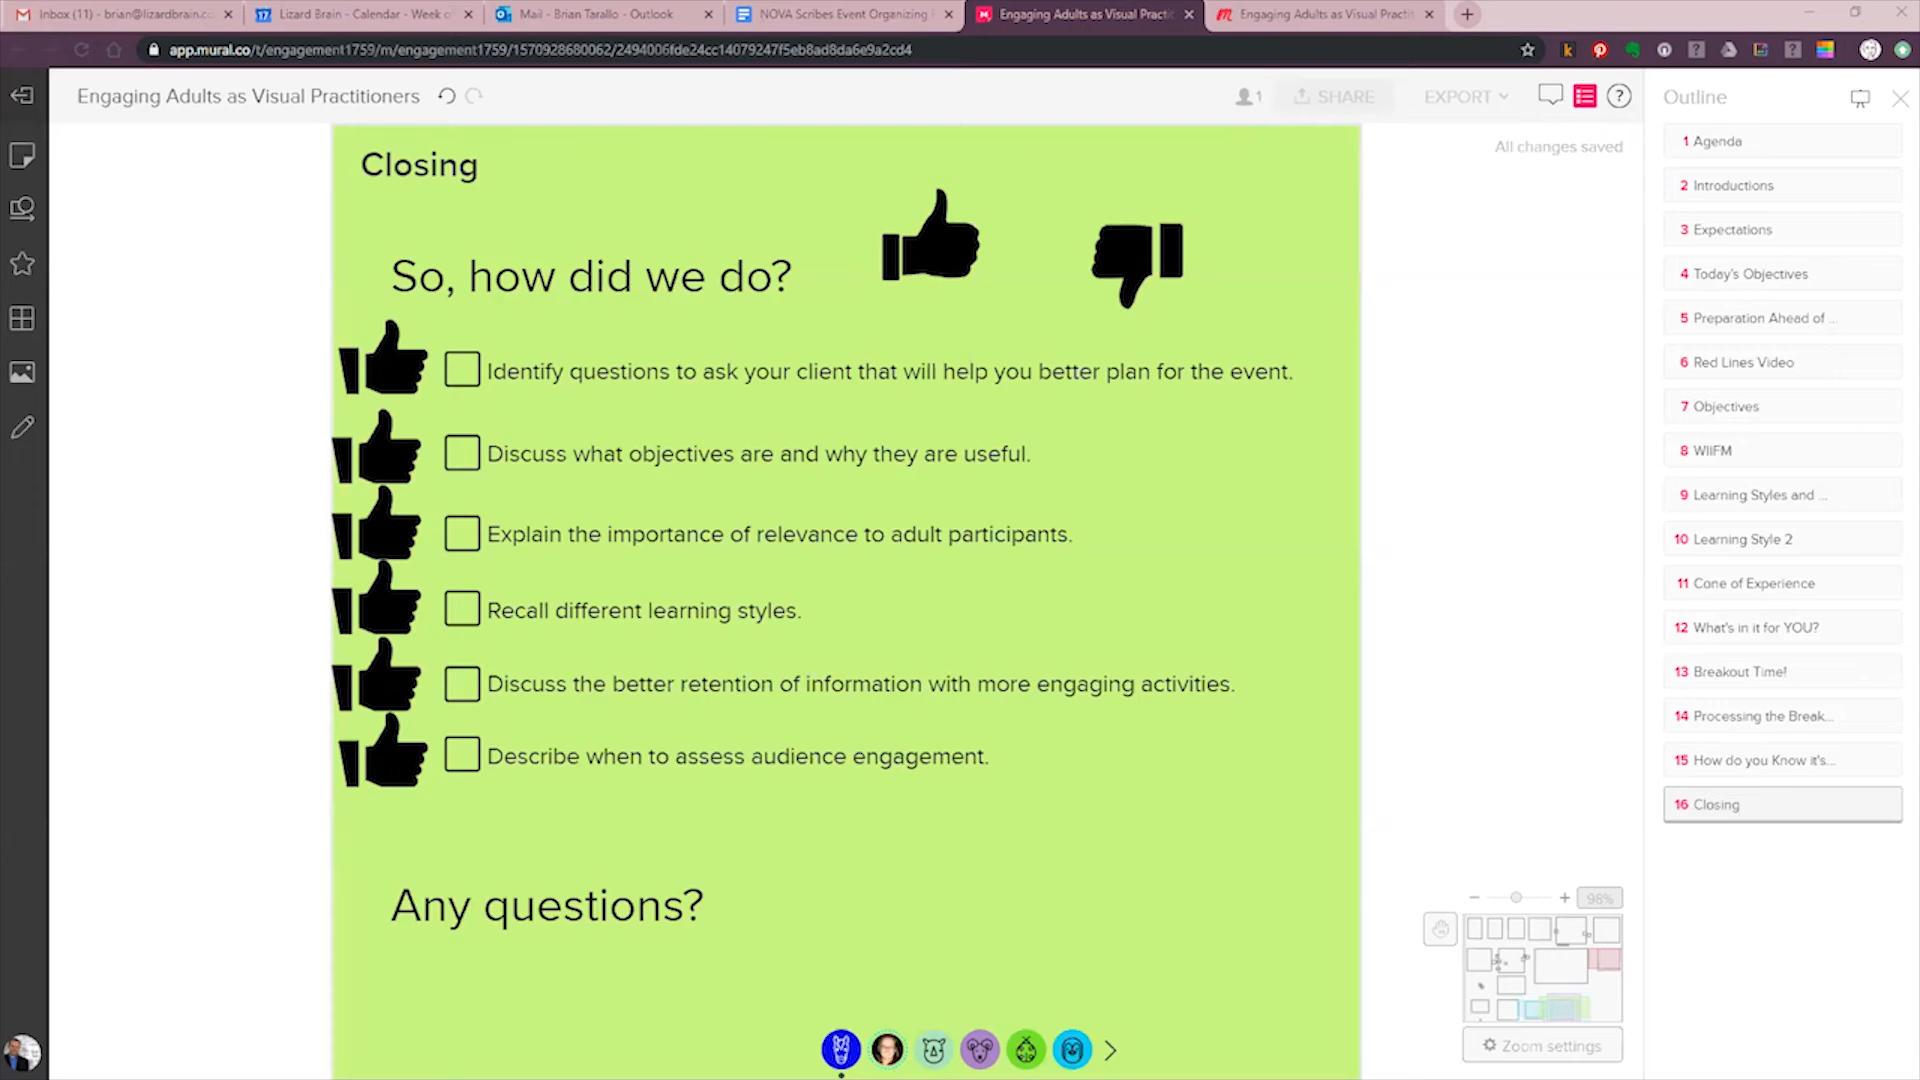 Inbox (11) - brian@lizardbrain.c
Lizard Brain - Calendar - Week o
Mail - Brian Tarallo - Outlook
NOVA Scribes Event Organizing
Engaging Adults as Visual Practi
Engaging Adults as Visual Practi
app.mural.co/t/engagement1759/m/engagement1759/1570928680062/2494006fde24cc14079247f5eb8ad8da6e9a2cd4
Engaging Adults as Visual Practitioners
1
SHARE
EXPORT
?
Outline
All changes saved
1 Agenda
2 Introductions
3 Expectations
4 Today's Objectives
5 Preparation Ahead of ...
6 Red Lines Video
7 Objectives
8 WIIFM
9 Learning Styles and ...
10 Learning Style 2
11 Cone of Experience
12 What's in it for YOU?
13 Breakout Time!
14 Processing the Break...
15 How do you Know it's...
16 Closing
Closing
So, how did we do?
Identify questions to ask your client that will help you better plan for the event.
Discuss what objectives are and why they are useful.
Explain the importance of relevance to adult participants.
Recall different learning styles.
Discuss the better retention of information with more engaging activities.
Describe when to assess audience engagement.
Any questions?
98%
Zoom settings